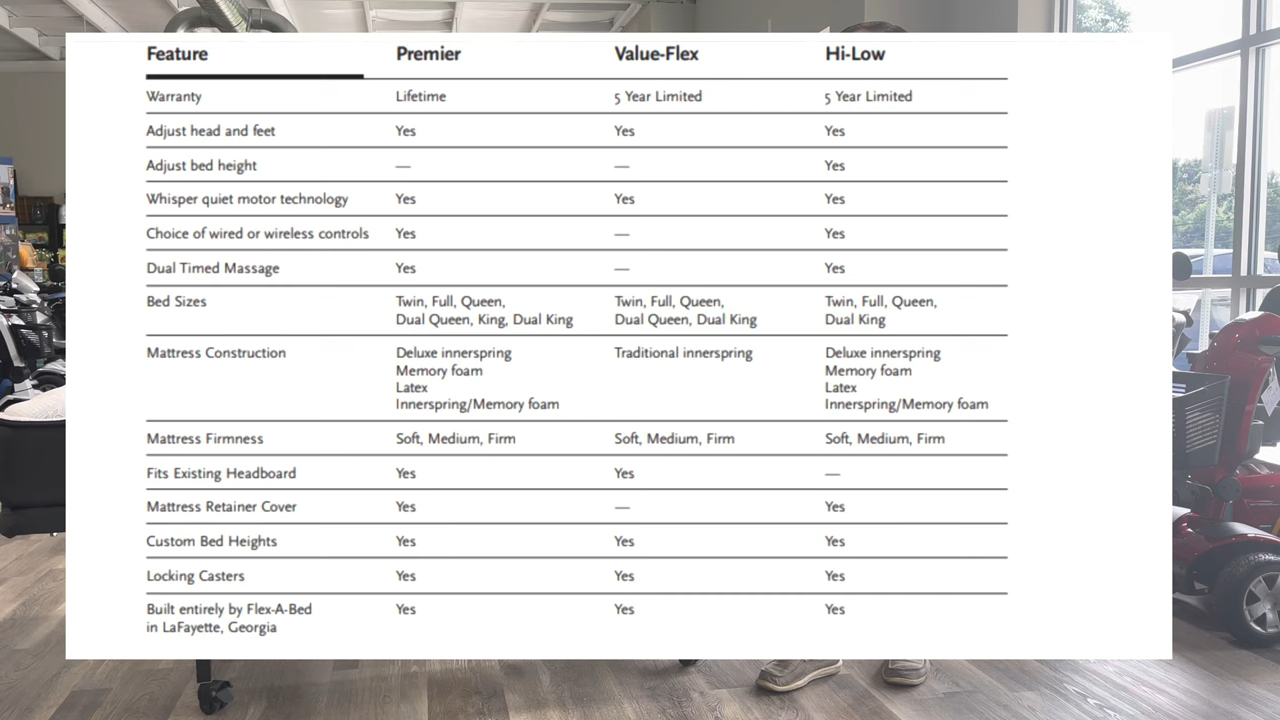 Feature Premier Value-Flex Hi-Low
Warranty Lifetime 5 Year Limited 5 Year Limited
Adjust head and feet Yes Yes Yes
Adjust bed height — — Yes
Whisper quiet motor technology Yes Yes Yes
Choice of wired or wireless controls Yes — Yes
Dual Timed Massage Yes — Yes
Bed Sizes Twin, Full, Queen, Twin, Full, Queen, Twin, Full, Queen,
Dual Queen, King, Dual King Dual Queen, Dual King Dual King
Mattress Construction Deluxe innerspring Traditional innerspring Deluxe innerspring
Memory foam Memory foam
Latex Latex
Innerspring/Memory foam Innerspring/Memory foam
Mattress Firmness Soft, Medium, Firm Soft, Medium, Firm Soft, Medium, Firm
Fits Existing Headboard Yes Yes —
Mattress Retainer Cover Yes — Yes
Custom Bed Heights Yes Yes Yes
Locking Casters Yes Yes Yes
Built entirely by Flex-A-Bed Yes Yes Yes
in LaFayette, Georgia